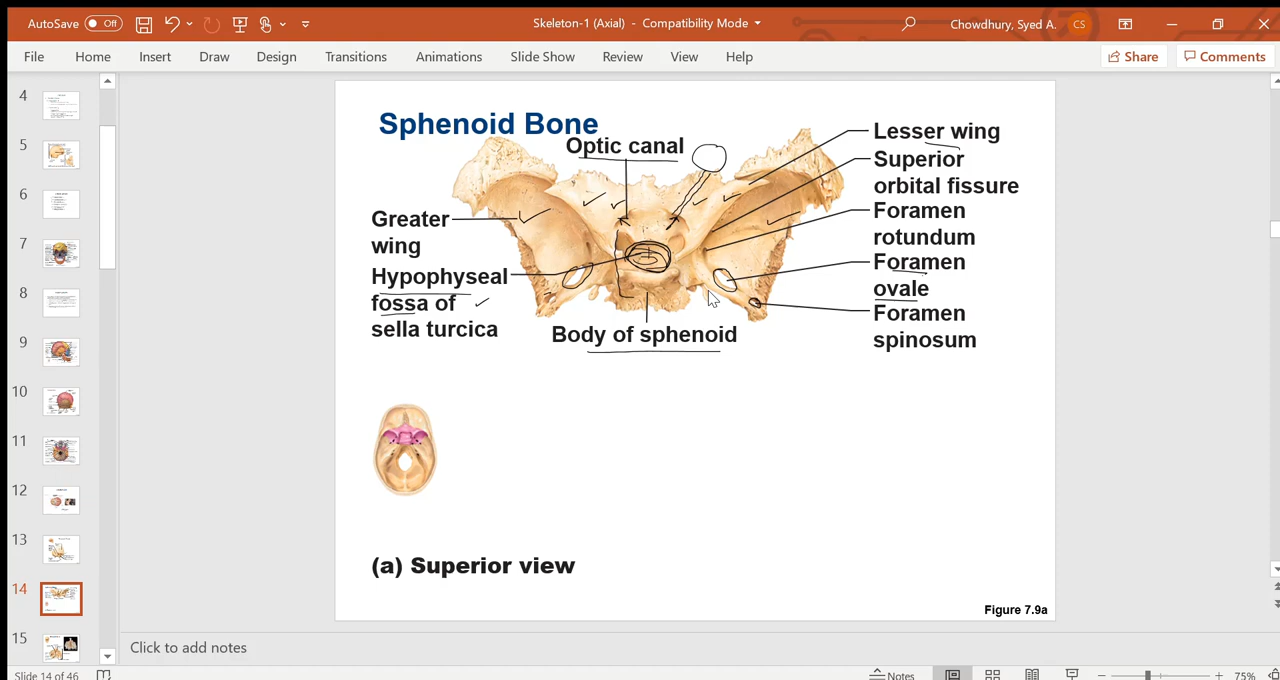 AutoSave Off
Skeleton-1 (Axial) - Compatibility Mode
Chowdhury, Syed A. CS
File Home Insert Draw Design Transitions Animations Slide Show Review View Help Share Comments
4
5
6
7
8
9
10
11
12
13
14
15
Sphenoid Bone
Optic canal
Greater
wing
Hypophyseal
fossa of
sella turcica
Body of sphenoid
Lesser wing
Superior
orbital fissure
Foramen
rotundum
Foramen
ovale
Foramen
spinosum
(a) Superior view
Figure 7.9a
Click to add notes
Slide 14 of 46
Notes
75%